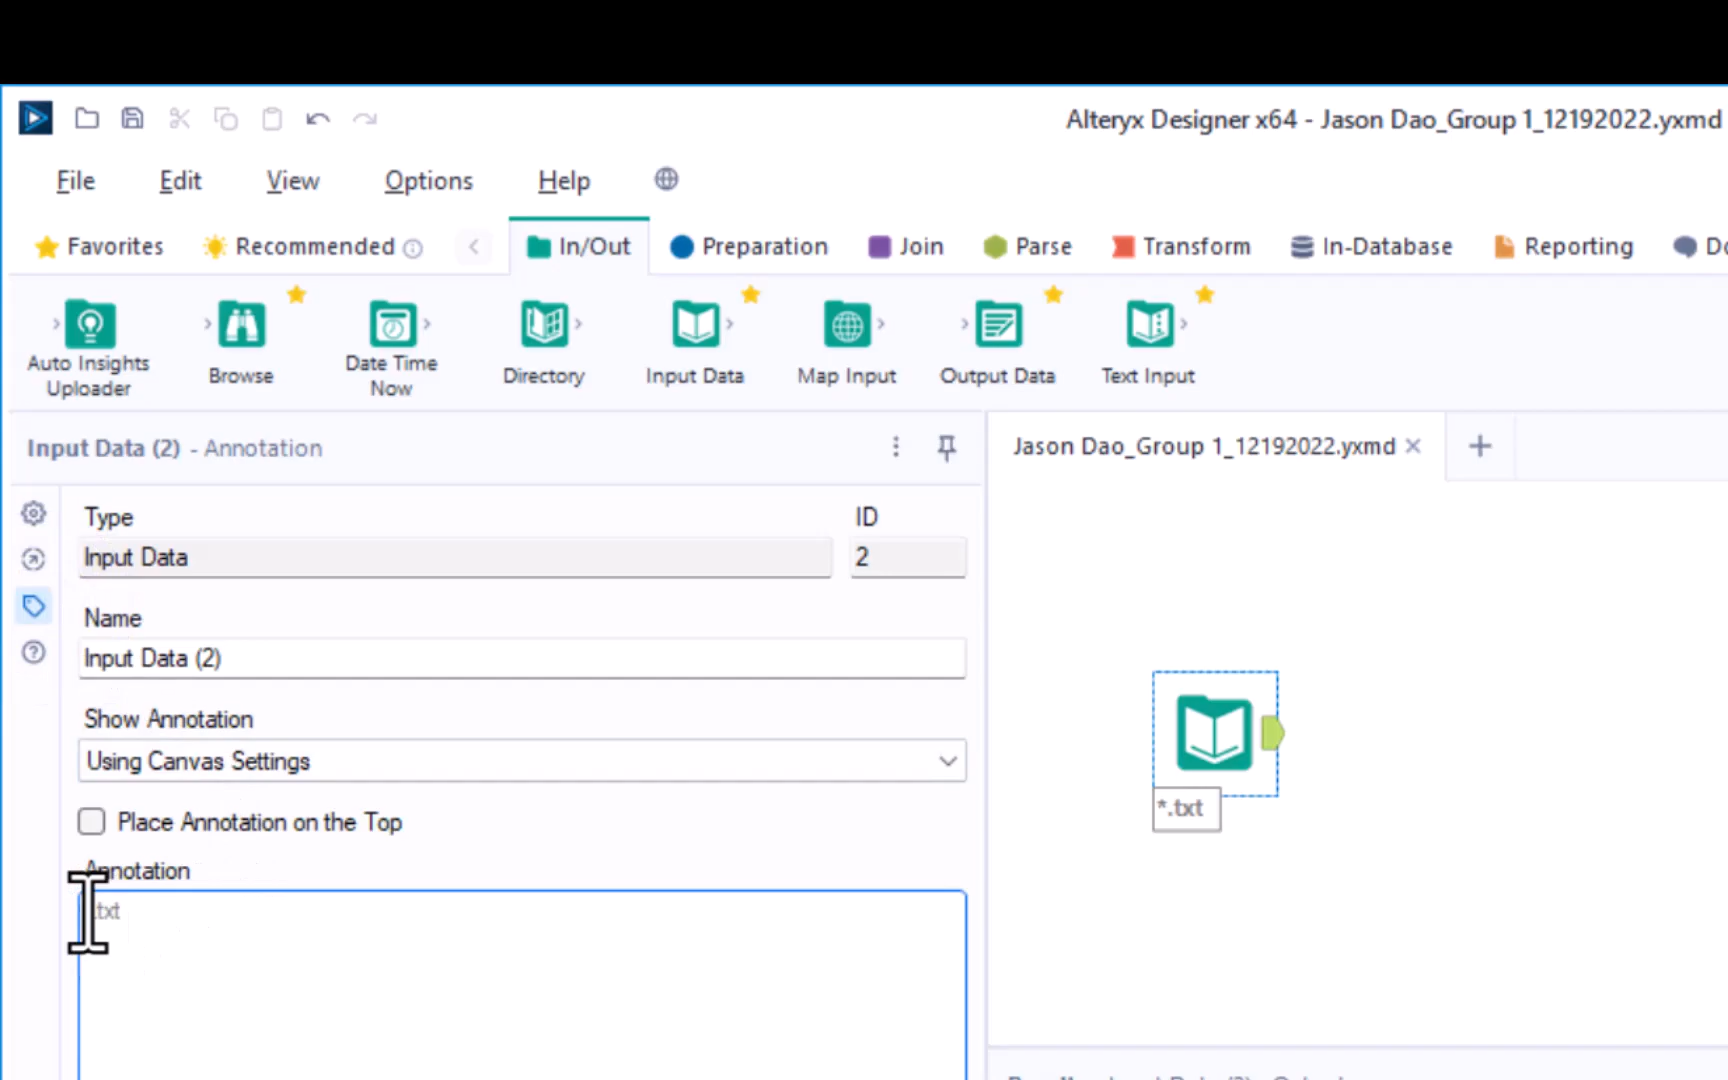 Alteryx Designer x64 - Jason Dao_Group 1_12192022.yxmd
File Edit View Options Help
Favorites Recommended In/Out Preparation Join Parse Transform In-Database Reporting
Auto Insights Uploader
Browse
Date Time Now
Directory
Input Data
Map Input
Output Data
Text Input
Input Data (2) - Annotation
Jason Dao_Group 1_12192022.yxmd
Type ID
Input Data 2
Name
Input Data (2)
Show Annotation
Using Canvas Settings
Place Annotation on the Top
Annotation
.txt
*.txt